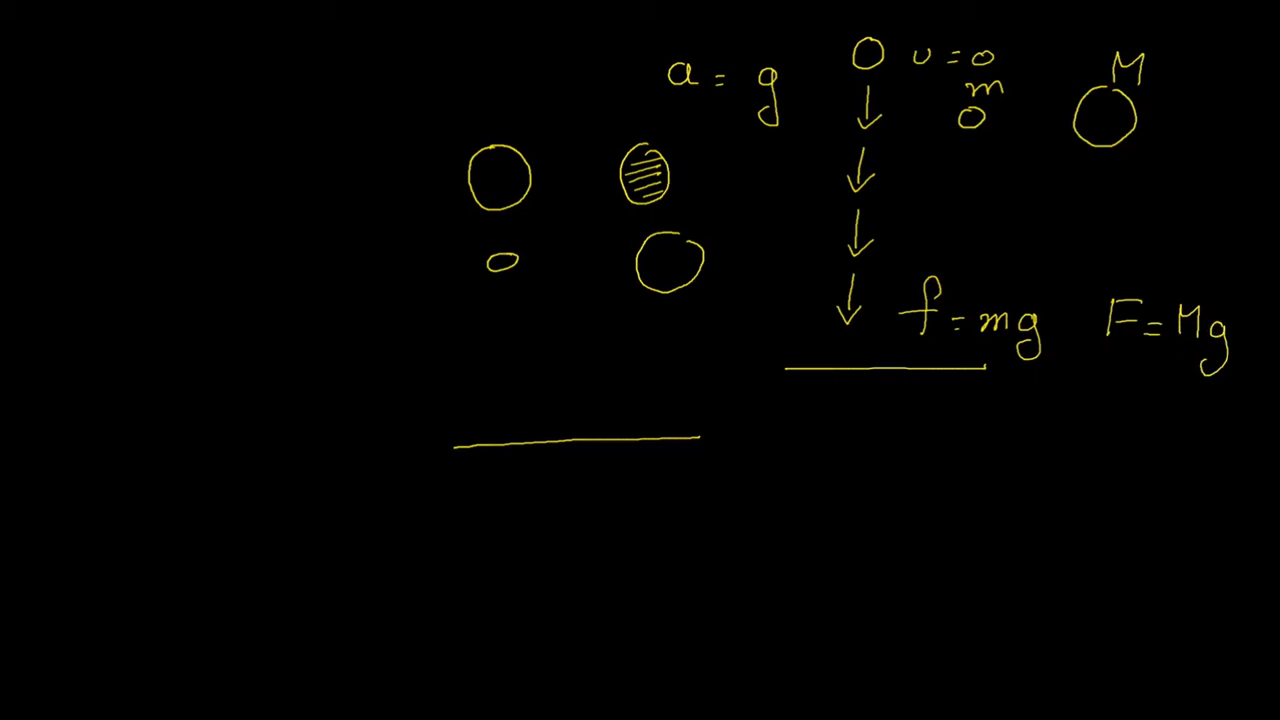 a = g
u = 0
m
M
f = mg
F = Mg